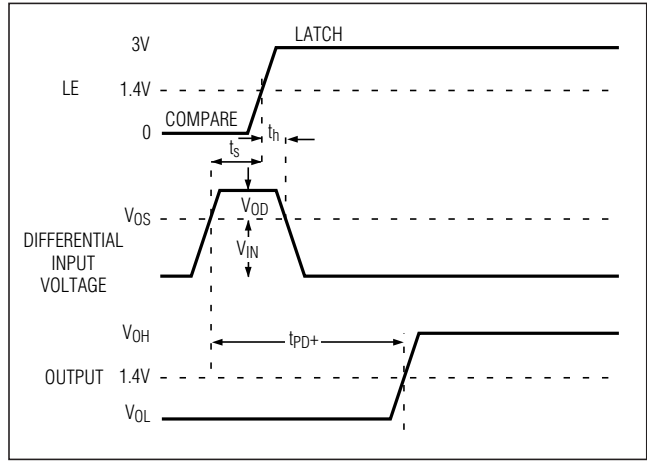 3V
LATCH
LE
1.4V
0
COMPARE
ts
th
VOS
VOD
VIN
DIFFERENTIAL
INPUT
VOLTAGE
VOH
tPD+
OUTPUT
1.4V
VOL